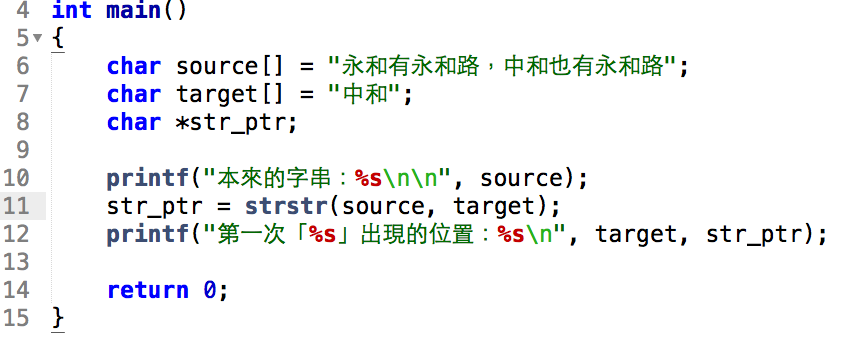 4 int main()
5 {
6     char source[] = "永和有永和路，中和也有永和路";
7     char target[] = "中和";
8     char *str_ptr;
9
10     printf("本來的字串：%s\n\n", source);
11     str_ptr = strstr(source, target);
12     printf("第一次「%s」出現的位置：%s\n", target, str_ptr);
13
14     return 0;
15 }